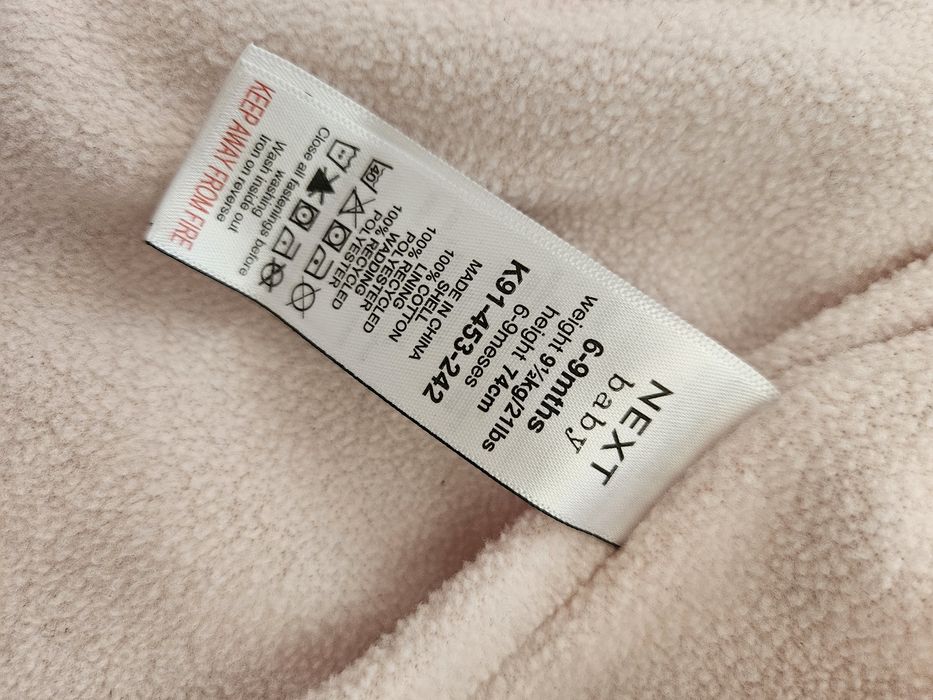 NEXT
baby
6-9mths
weight 9½kg/21lbs
height 74cm
6-9meses
K91-453-242
MADE IN CHINA
SHELL
100% COTTON
LINING
100% RECYCLED
POLYESTER
WADDING
100% RECYCLED
POLYESTER
40
Close all fastenings before
washing
Wash inside out
Iron on reverse
KEEP AWAY FROM FIRE